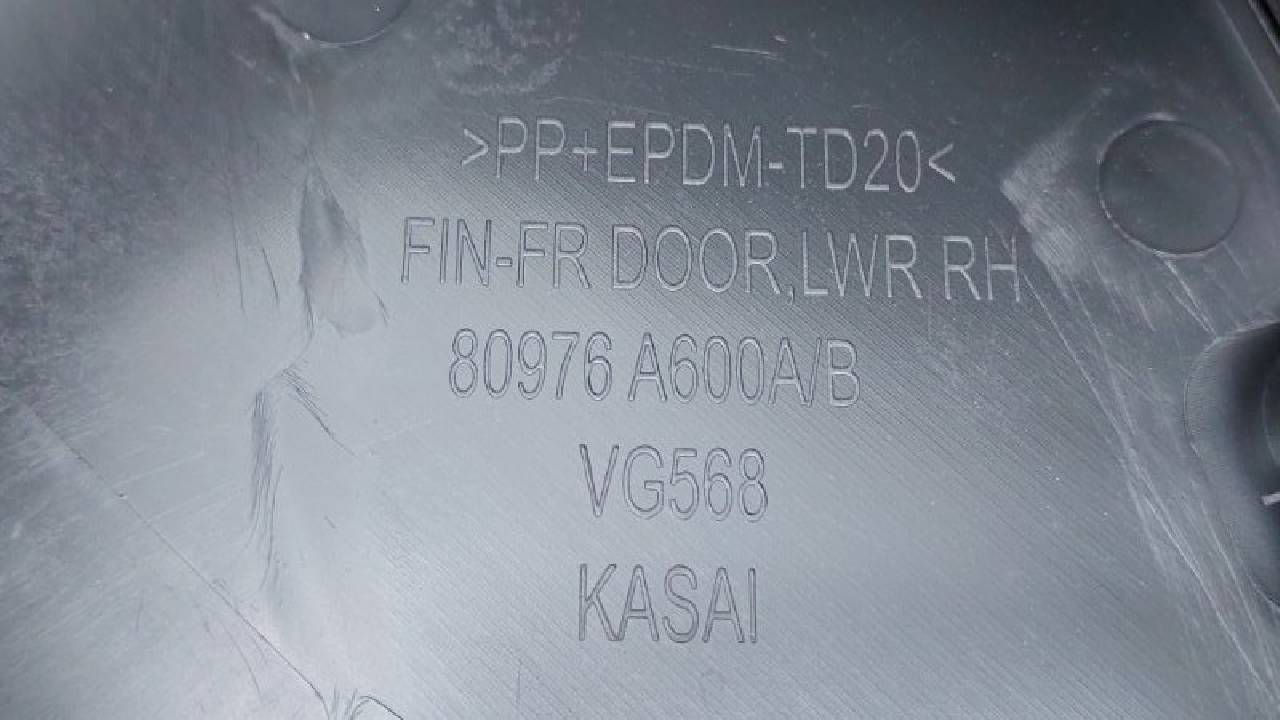 >PP+EPDM-TD20<
FIN-FR DOOR,LWR RH
80976 A600A/B
VG568
KASAI